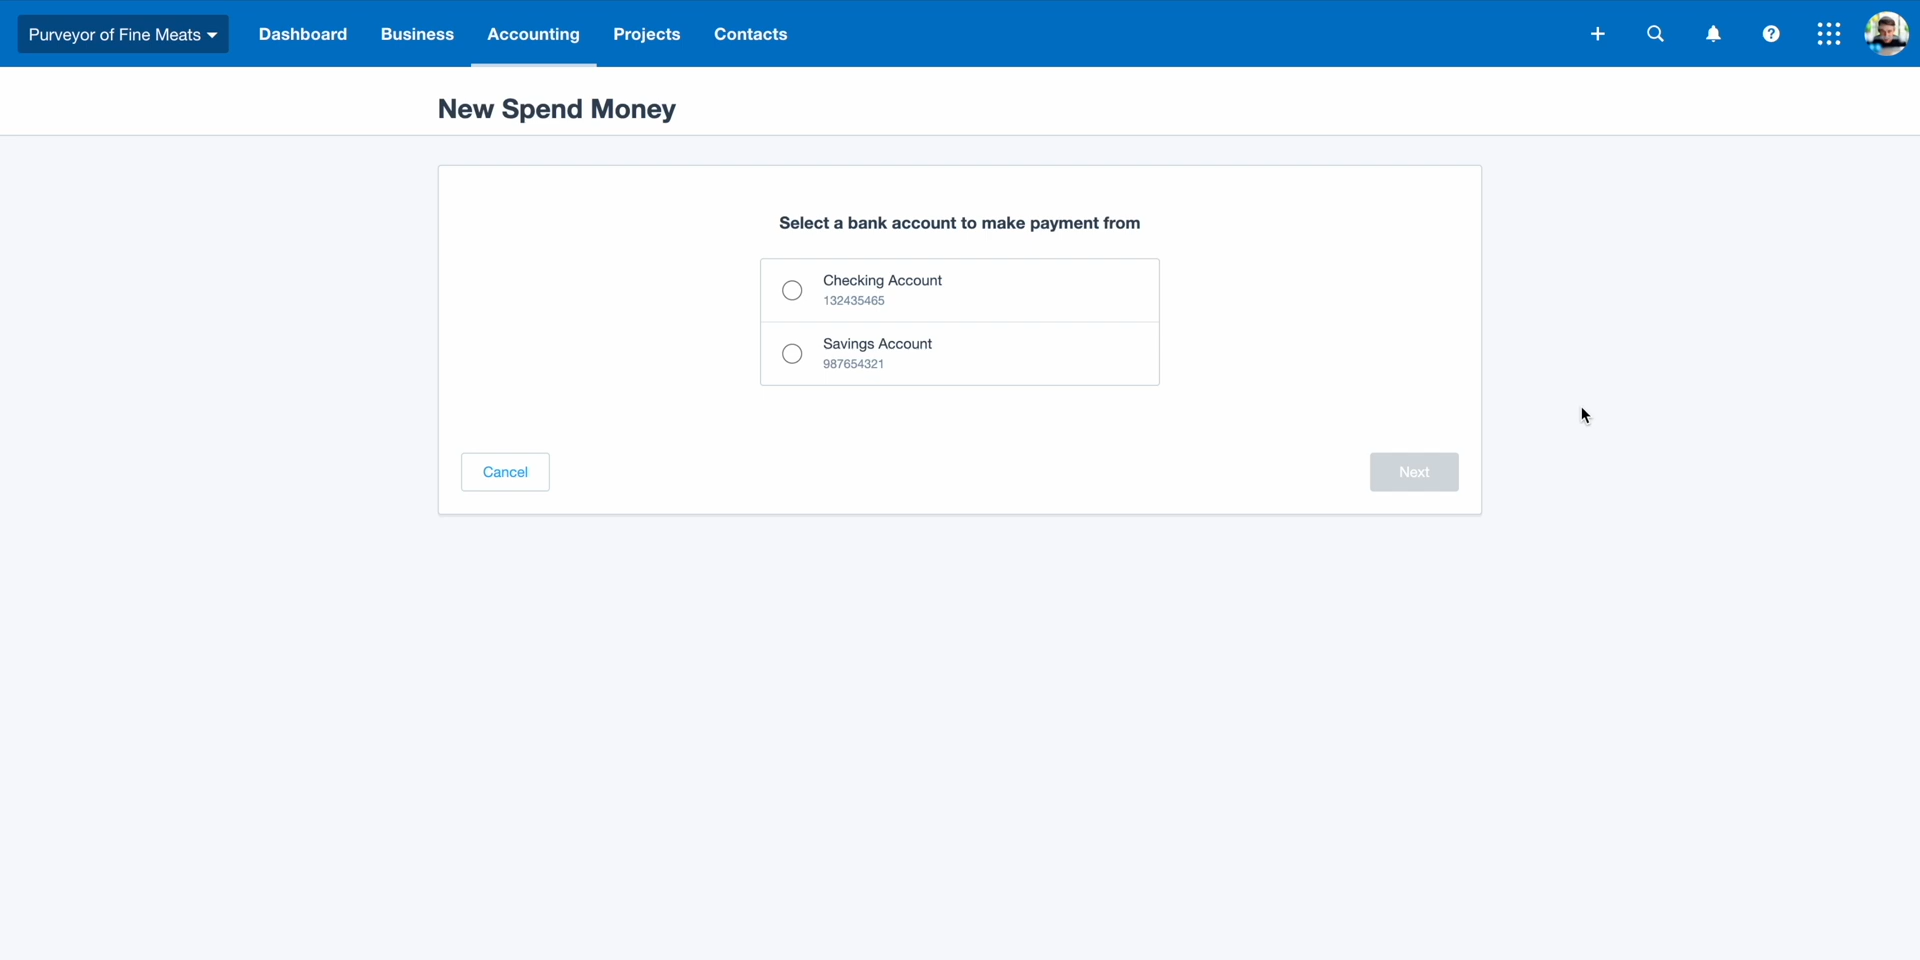 Purveyor of Fine Meats
Dashboard
Business
Accounting
Projects
Contacts
New Spend Money
Select a bank account to make payment from
Checking Account
132435465
Savings Account
987654321
Cancel
Next